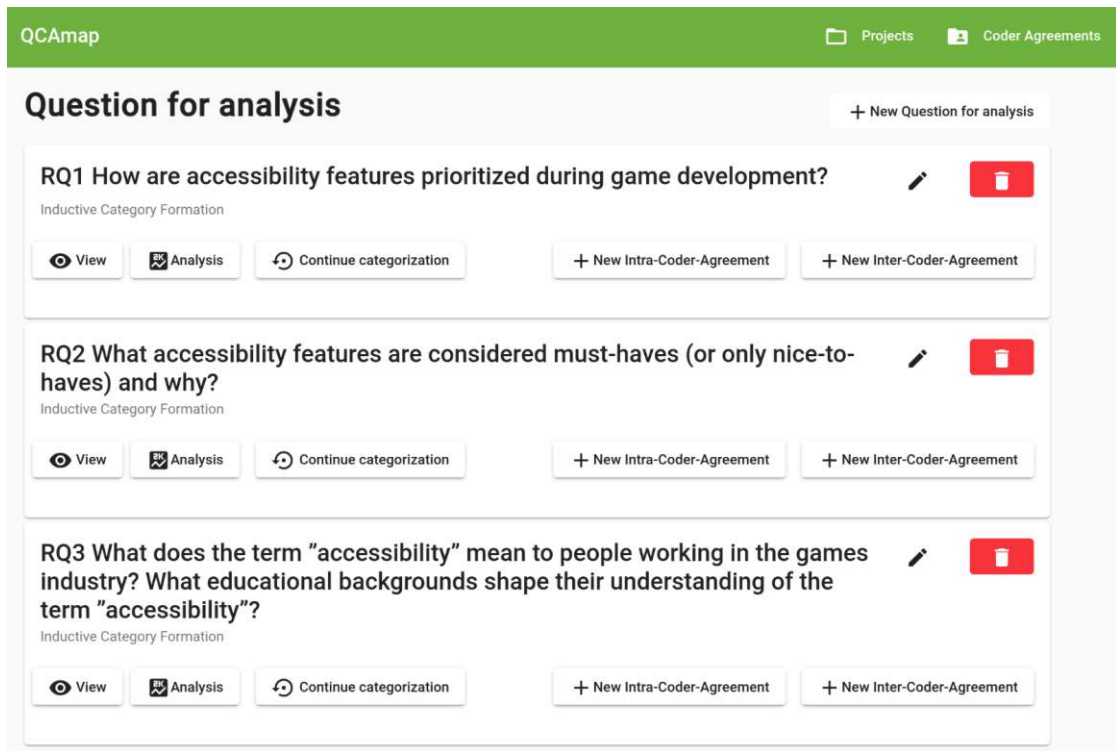 QCAmap
Projects
Coder Agreements
Question for analysis
+ New Question for analysis
RQ1 How are accessibility features prioritized during game development?
Inductive Category Formation
View
Analysis
Continue categorization
+ New Intra-Coder-Agreement
+ New Inter-Coder-Agreement
RQ2 What accessibility features are considered must-haves (or only nice-to-
haves) and why?
Inductive Category Formation
View
Analysis
Continue categorization
+ New Intra-Coder-Agreement
+ New Inter-Coder-Agreement
RQ3 What does the term ”accessibility” mean to people working in the games
industry? What educational backgrounds shape their understanding of the
term ”accessibility”?
Inductive Category Formation
View
Analysis
Continue categorization
+ New Intra-Coder-Agreement
+ New Inter-Coder-Agreement